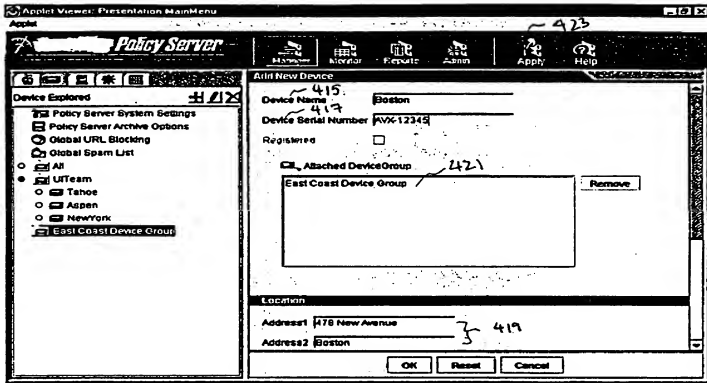 Applet Viewer: Presentation MainMenu
Applet
423
Policy Server
Manager Monitor Reports Admin Apply Help
Device Explored
Policy Server System Settings
Policy Server Archive Options
Global URL Blocking
Global Spam List
All
UITeam
Tahoe
Aspen
NewYork
East Coast Device Group
Add New Device
415
Device Name Boston
417
Device Serial Number AVX-12345
Registered
Attached DeviceGroup 421
East Coast Device Group
Remove
Location
Address1 478 New Avenue
419
Address2 Boston
OK Reset Cancel